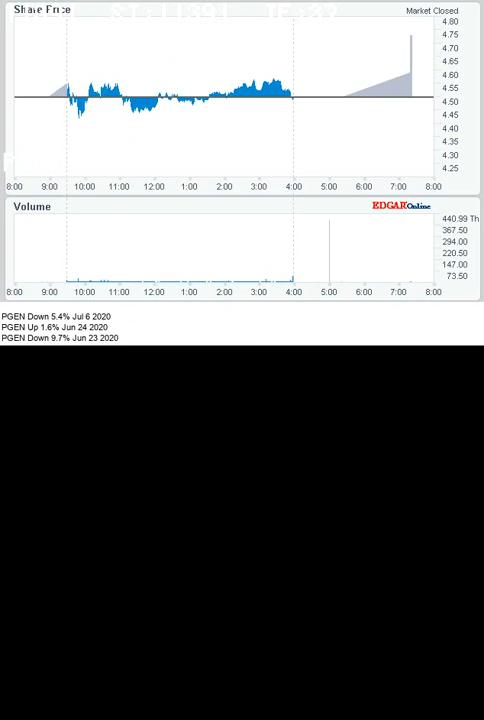 Share Price
Market Closed
4.80
4.75
4.70
4.65
4.60
4.55
4.50
4.45
4.40
4.35
4.30
4.25
8:00 9:00 10:00 11:00 12:00 1:00 2:00 3:00 4:00 5:00 6:00 7:00 8:00
Volume
EDGAR Online
440.99 Th
367.50
294.00
220.50
147.00
73.50
8:00 9:00 10:00 11:00 12:00 1:00 2:00 3:00 4:00 5:00 6:00 7:00 8:00
PGEN Down 5.4% Jul 6 2020
PGEN Up 1.6% Jun 24 2020
PGEN Down 9.7% Jun 23 2020